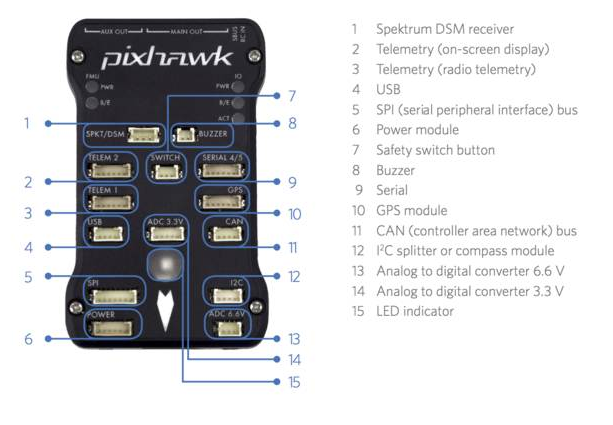 AUX OUT
MAIN OUT
SBUS
RC IN
pixhawk
FMU
IO
PWR
PWR
B/E
B/E
ACT
SPKT/DSM
BUZZER
TELEM 2
SWITCH
SERIAL 4/5
TELEM 1
GPS
USB
ADC 3.3V
CAN
SPI
I2C
POWER
ADC 6.6V
1
2
3
4
5
6
7
8
9
10
11
12
13
14
15
1 Spektrum DSM receiver
2 Telemetry (on-screen display)
3 Telemetry (radio telemetry)
4 USB
5 SPI (serial peripheral interface) bus
6 Power module
7 Safety switch button
8 Buzzer
9 Serial
10 GPS module
11 CAN (controller area network) bus
12 I²C splitter or compass module
13 Analog to digital converter 6.6 V
14 Analog to digital converter 3.3 V
15 LED indicator